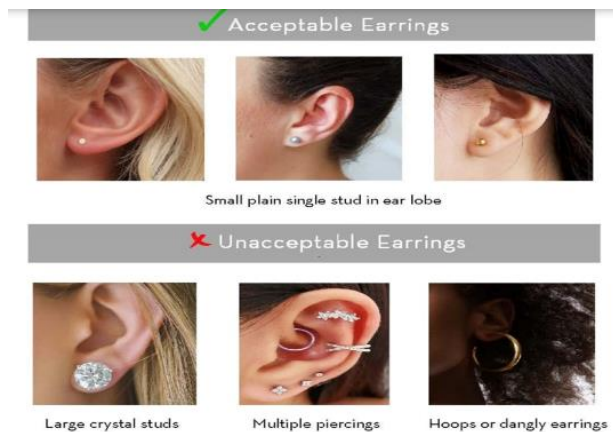 Acceptable Earrings
Small plain single stud in ear lobe
Unacceptable Earrings
Large crystal studs
Multiple piercings
Hoops or dangly earrings